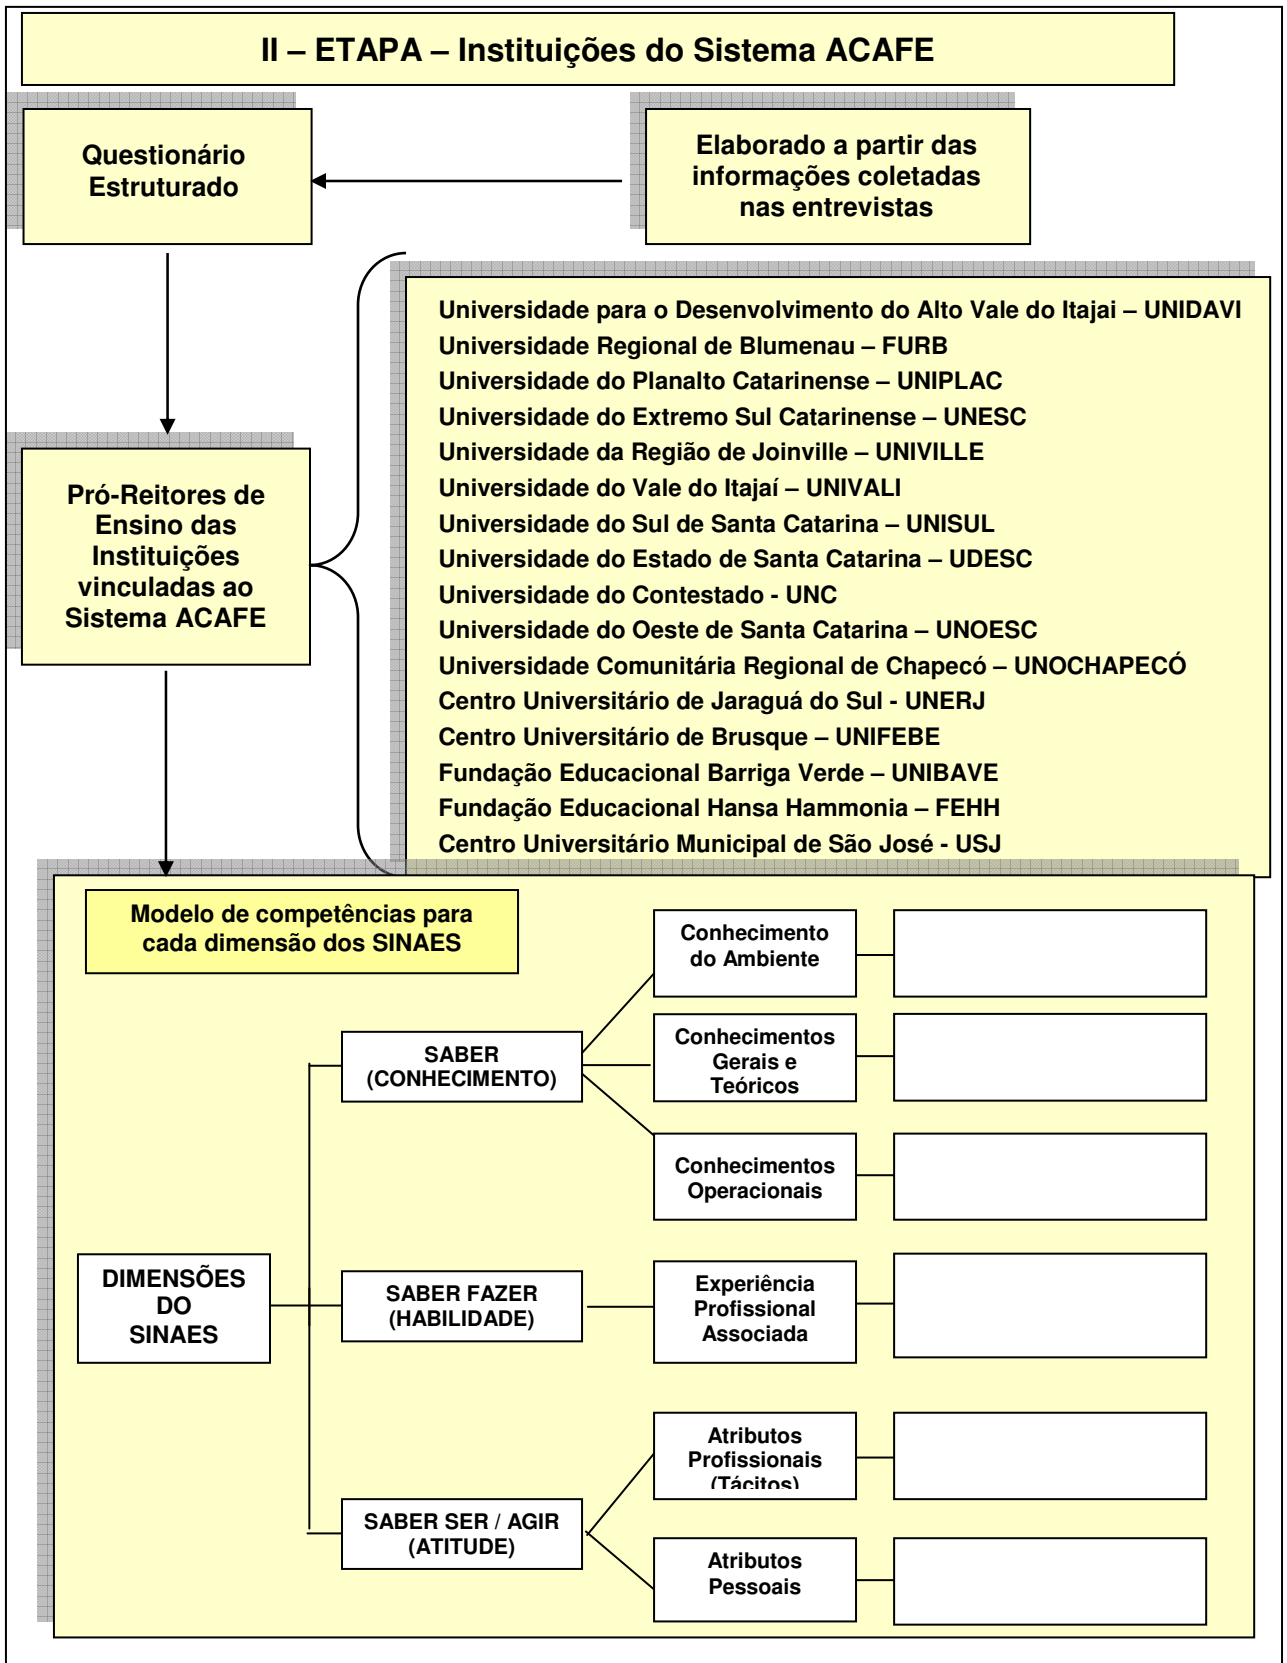 II – ETAPA – Instituições do Sistema ACAFE
Questionário
Estruturado
Elaborado a partir das
informações coletadas
nas entrevistas
Universidade para o Desenvolvimento do Alto Vale do Itajai – UNIDAVI
Universidade Regional de Blumenau – FURB
Universidade do Planalto Catarinense – UNIPLAC
Universidade do Extremo Sul Catarinense – UNESC
Universidade da Região de Joinville – UNIVILLE
Universidade do Vale do Itajaí – UNIVALI
Universidade do Sul de Santa Catarina – UNISUL
Universidade do Estado de Santa Catarina – UDESC
Universidade do Contestado - UNC
Universidade do Oeste de Santa Catarina – UNOESC
Universidade Comunitária Regional de Chapecó – UNOCHAPECÓ
Centro Universitário de Jaraguá do Sul - UNERJ
Centro Universitário de Brusque – UNIFEBE
Fundação Educacional Barriga Verde – UNIBAVE
Fundação Educacional Hansa Hammonia – FEHH
Centro Universitário Municipal de São José - USJ
Pró-Reitores de
Ensino das
Instituições
vinculadas ao
Sistema ACAFE
Modelo de competências para
cada dimensão dos SINAES
DIMENSÕES
DO
SINAES
SABER
(CONHECIMENTO)
Conhecimento
do Ambiente
Conhecimentos
Gerais e
Teóricos
Conhecimentos
Operacionais
SABER FAZER
(HABILIDADE)
Experiência
Profissional
Associada
SABER SER / AGIR
(ATITUDE)
Atributos
Profissionais
(Tácitos)
Atributos
Pessoais